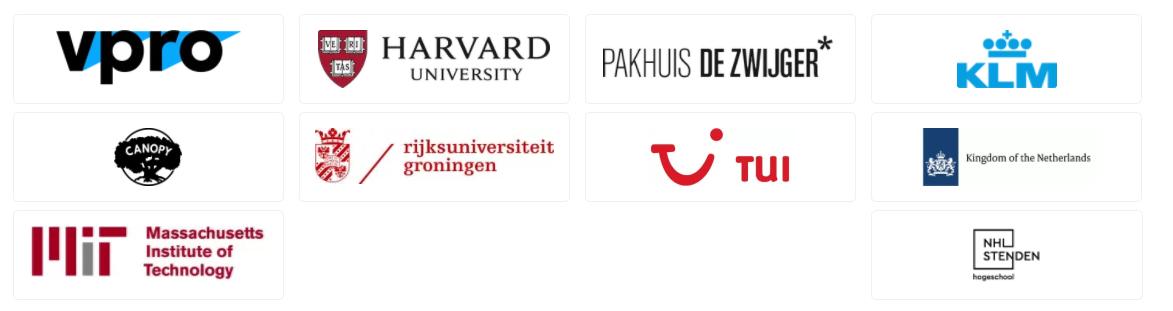 vpro
VE RI
TAS
HARVARD
UNIVERSITY
PAKHUIS DE ZWIJGER*
KLM
CANOPY
rijksuniversiteit
groningen
TUI
Kingdom of the Netherlands
MIT
Massachusetts
Institute of
Technology
NHL
STENDEN
hogeschool